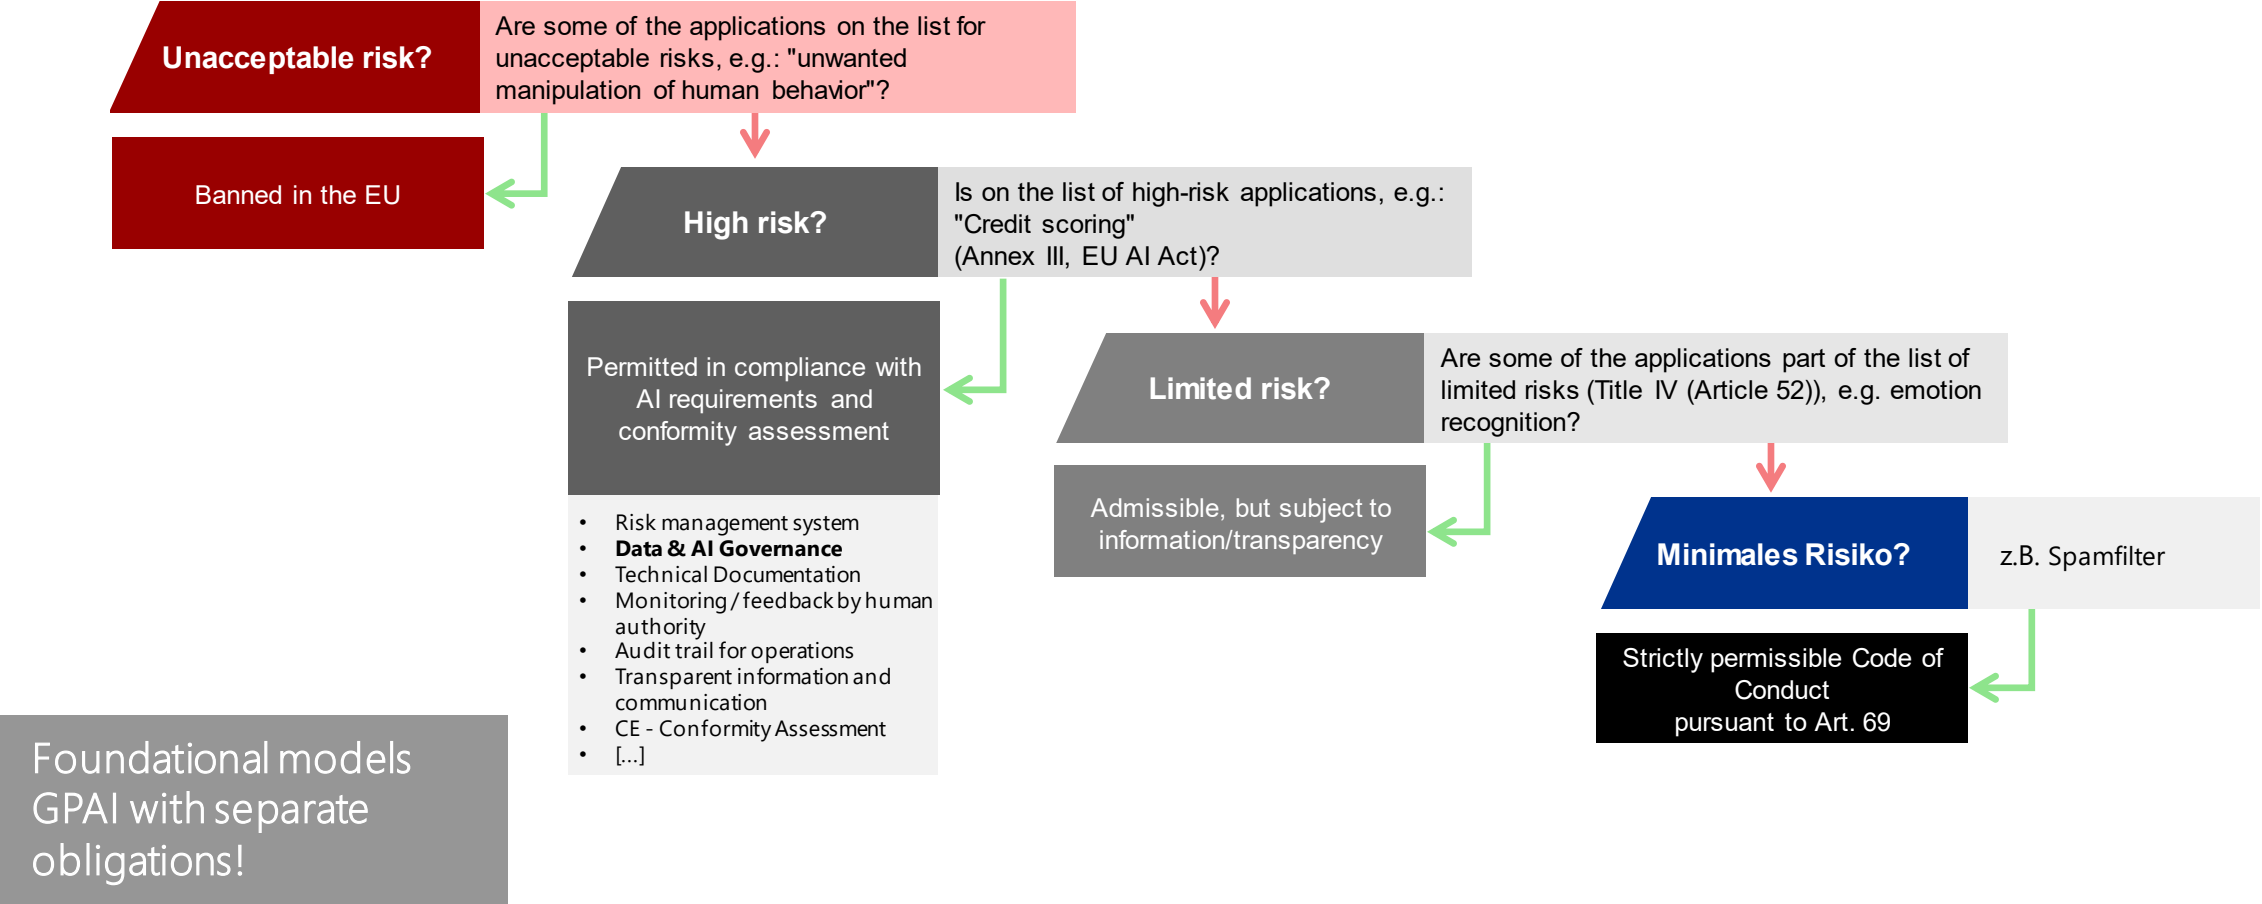 Unacceptable risk?
Are some of the applications on the list for
unacceptable risks, e.g.: "unwanted
manipulation of human behavior"?
Banned in the EU
High risk?
Is on the list of high-risk applications, e.g.:
"Credit scoring"
(Annex III, EU AI Act)?
Permitted in compliance with
AI requirements and
conformity assessment
• Risk management system
• Data & AI Governance
• Technical Documentation
• Monitoring / feedback by human
authority
• Audit trail for operations
• Transparent information and
communication
• CE - Conformity Assessment
• [...]
Limited risk?
Are some of the applications part of the list of
limited risks (Title IV (Article 52)), e.g. emotion
recognition?
Admissible, but subject to
information/transparency
Minimales Risiko?
z.B. Spamfilter
Strictly permissible Code of
Conduct
pursuant to Art. 69
Foundational models
GPAI with separate
obligations!